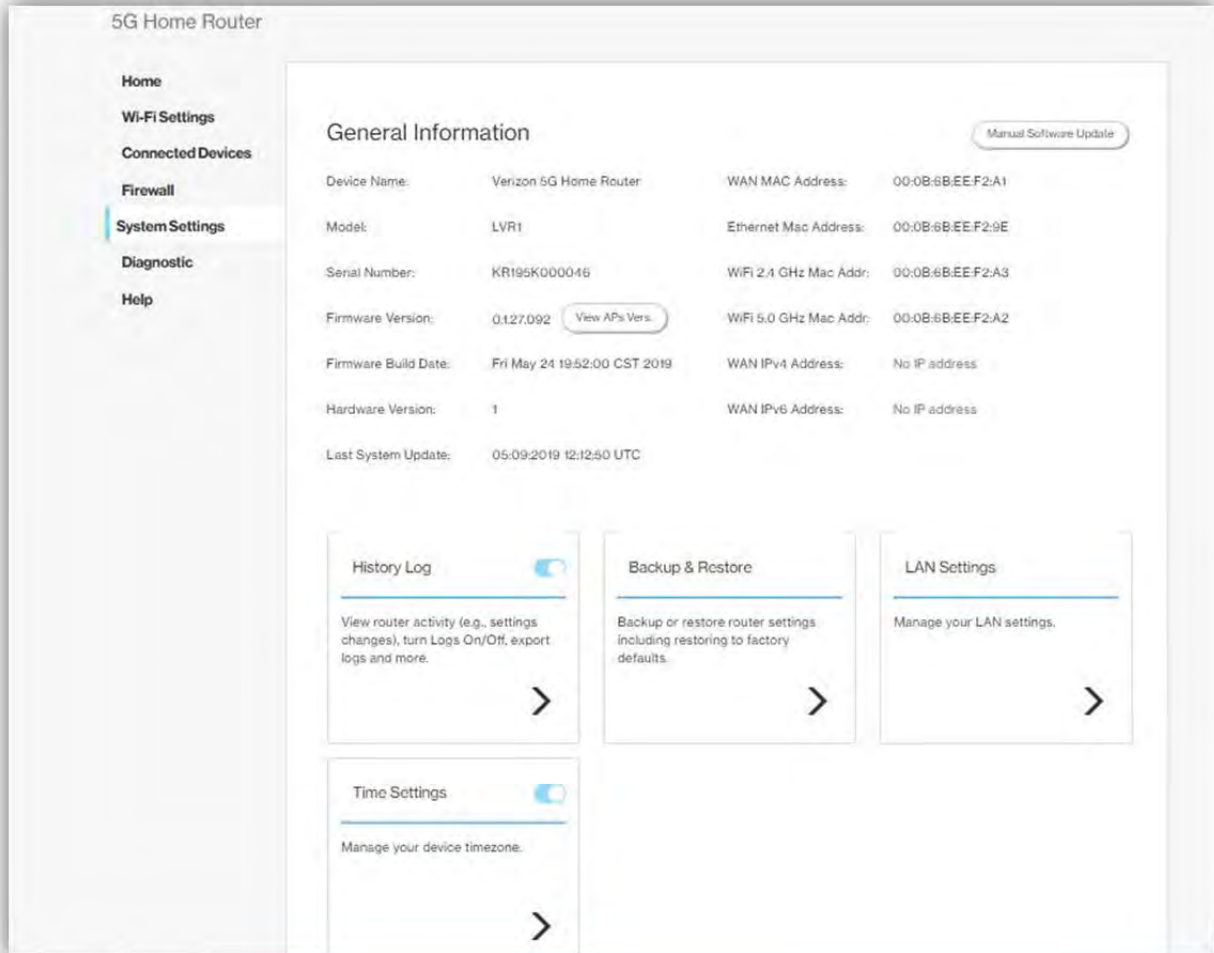 5G Home Router
Home
Wi-Fi Settings
Connected Devices
Firewall
System Settings
Diagnostic
Help
General Information
Manual Software Update
Device Name: Verizon 5G Home Router WAN MAC Address: 00:0B:6B:EE:F2:A1
Model: LVR1 Ethernet Mac Address: 00:0B:6B:EE:F2:9E
Serial Number: KR195K000046 WiFi 2.4 GHz Mac Addr: 00:0B:6B:EE:F2:A3
Firmware Version: 0.1.27.092 View APs Vers. WiFi 5.0 GHz Mac Addr: 00:0B:6B:EE:F2:A2
Firmware Build Date: Fri May 24 19:52:00 CST 2019 WAN IPv4 Address: No IP address
Hardware Version: 1 WAN IPv6 Address: No IP address
Last System Update: 05:09:2019 12:12:50 UTC
History Log
View router activity (e.g., settings
changes), turn Logs On/Off, export
logs and more.
Backup & Restore
Backup or restore router settings
including restoring to factory
defaults.
LAN Settings
Manage your LAN settings.
Time Settings
Manage your device timezone.